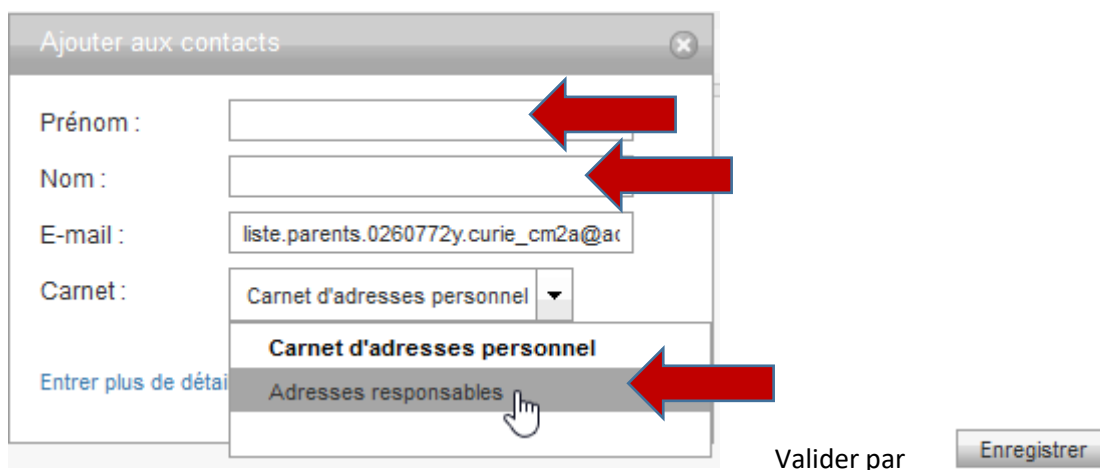 Ajouter aux contacts
Prénom :
Nom :
E-mail : liste.parents.0260772y.curie_cm2a@ac
Carnet : Carnet d'adresses personnel
Carnet d'adresses personnel
Entrer plus de détai Adresses responsables
Valider par Enregistrer